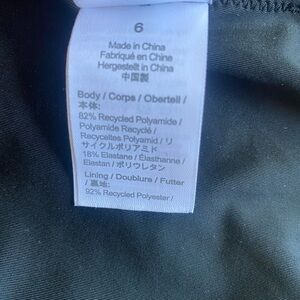 6
Made in China
Fabriqué en Chine
Hergestellt in China
中国製
Body / Corps / Oberteil /
本体:
82% Recycled Polyamide /
Polyamide Recyclé /
Recyceltes Polyamid / リ
サイクルポリアミド
18% Elastane / Élasthanne /
Elastan / ポリウレタン
Lining / Doublure / Futter
/ 裏地:
92% Recycled Polyester /